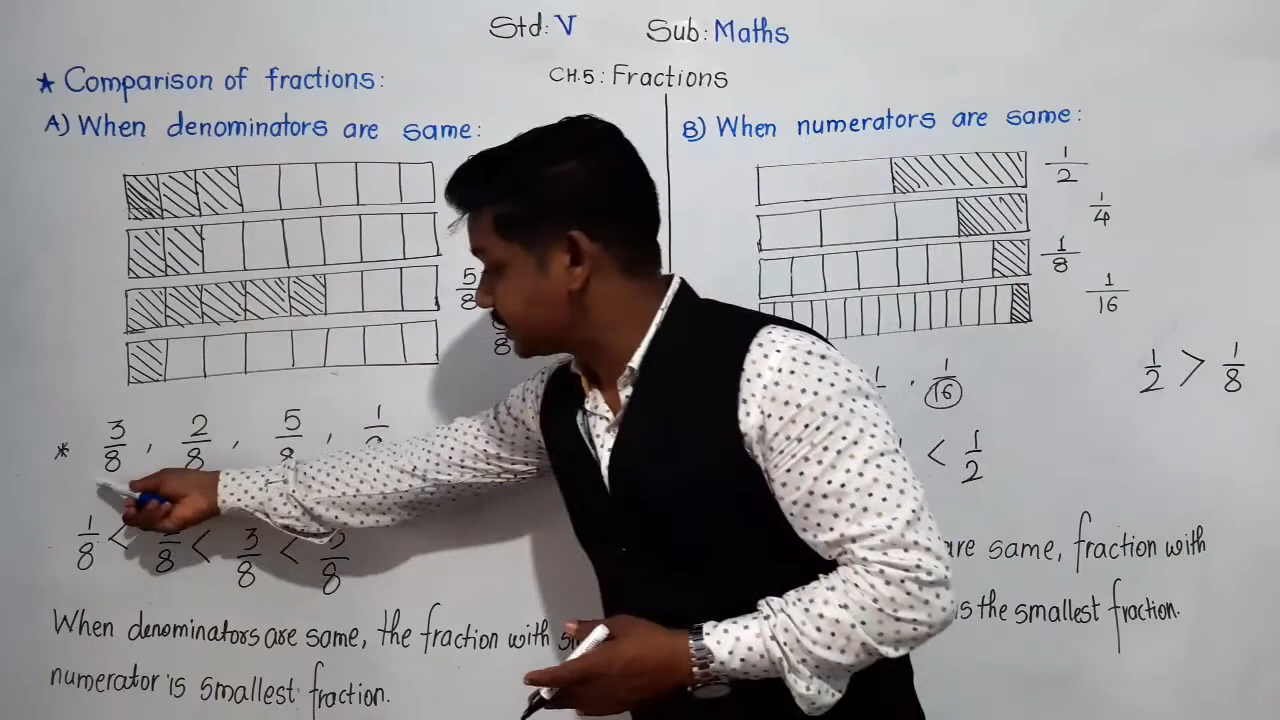 Std: V Sub: Maths
CH.5: Fractions
★ Comparison of fractions:
A) When denominators are same:
5/8
8
* 3/8, 2/8, 5/8, 1
1/8 < /8 < 3/8 < 5/8
When denominators are same, the fraction with
numerator is smallest fraction.
B) When numerators are same:
1/2
1/4
1/8
1/16
1/16
< 1/2
1/2 > 1/8
are same, fraction with
is the smallest fraction.